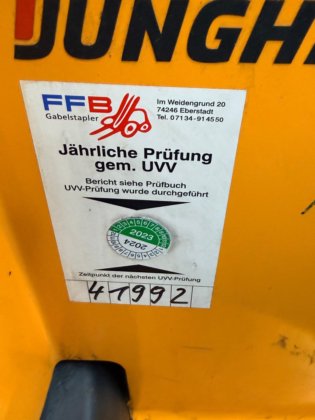 JUNGH
FFB
Gabelstapler
Im Weidengrund 20
74246 Eberstadt
Tel. 07134-914550
Jährliche Prüfung
gem. UVV
Bericht siehe Prüfbuch
UVV-Prüfung wurde durchgeführt
2023
2024
Zeitpunkt der nächsten UVV-Prüfung
41992